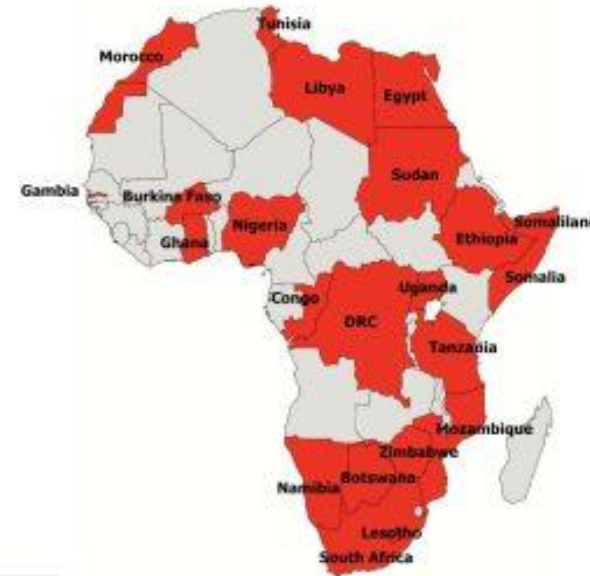 Tunisia
Morocco
Libya
Egypt
Sudan
Gambia
Burkina Faso
Nigeria
Somaliland
Ghana
Ethiopia
Somalia
Uganda
Congo
DRC
Tanzania
Mozambique
Zimbabwe
Botswana
Namibia
Lesotho
South Africa